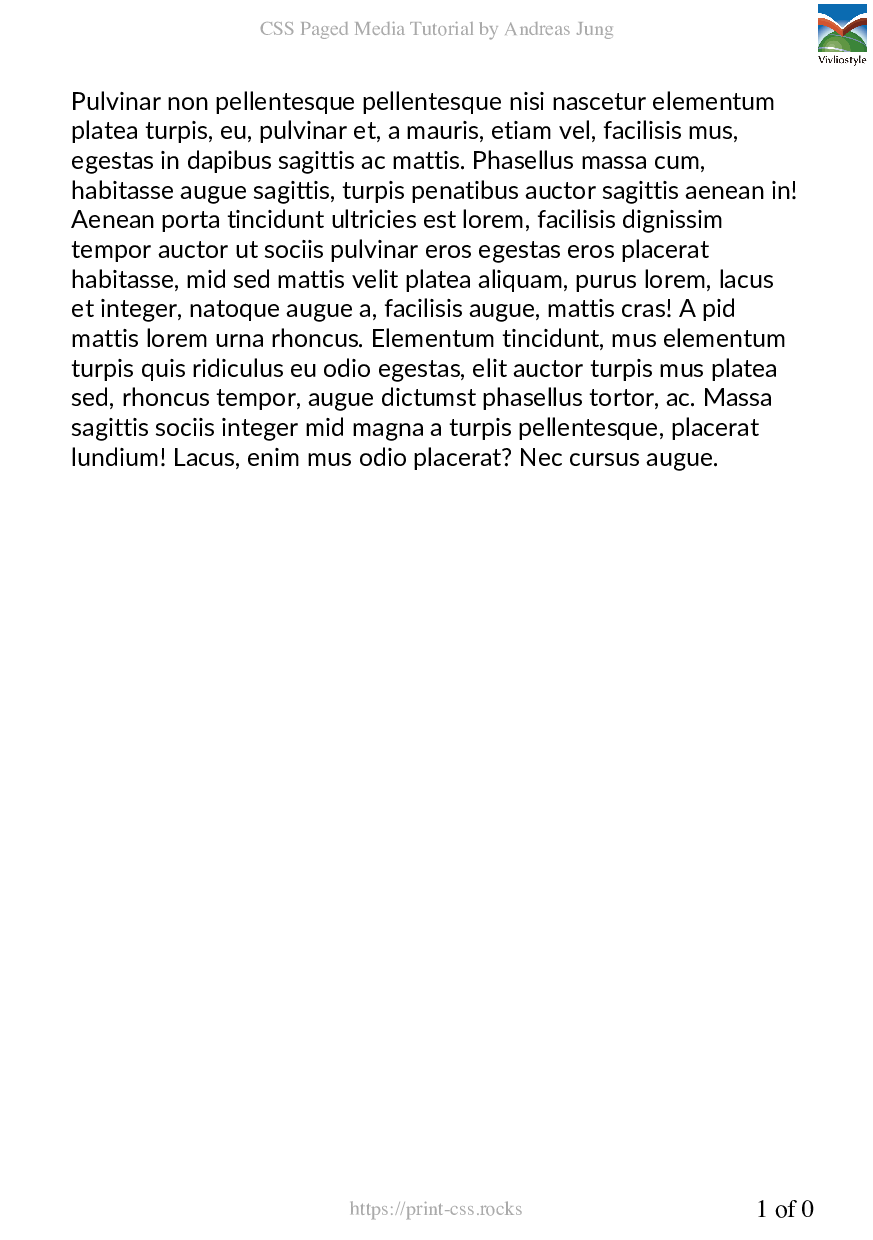 CSS Paged Media Tutorial by Andreas Jung
Vivliostyle
Pulvinar non pellentesque pellentesque nisi nascetur elementum
platea turpis, eu, pulvinar et, a mauris, etiam vel, facilisis mus,
egestas in dapibus sagittis ac mattis. Phasellus massa cum,
habitasse augue sagittis, turpis penatibus auctor sagittis aenean in!
Aenean porta tincidunt ultricies est lorem, facilisis dignissim
tempor auctor ut sociis pulvinar eros egestas eros placerat
habitasse, mid sed mattis velit platea aliquam, purus lorem, lacus
et integer, natoque augue a, facilisis augue, mattis cras! A pid
mattis lorem urna rhoncus. Elementum tincidunt, mus elementum
turpis quis ridiculus eu odio egestas, elit auctor turpis mus platea
sed, rhoncus tempor, augue dictumst phasellus tortor, ac. Massa
sagittis sociis integer mid magna a turpis pellentesque, placerat
lundium! Lacus, enim mus odio placerat? Nec cursus augue.
https://print-css.rocks
1 of 0